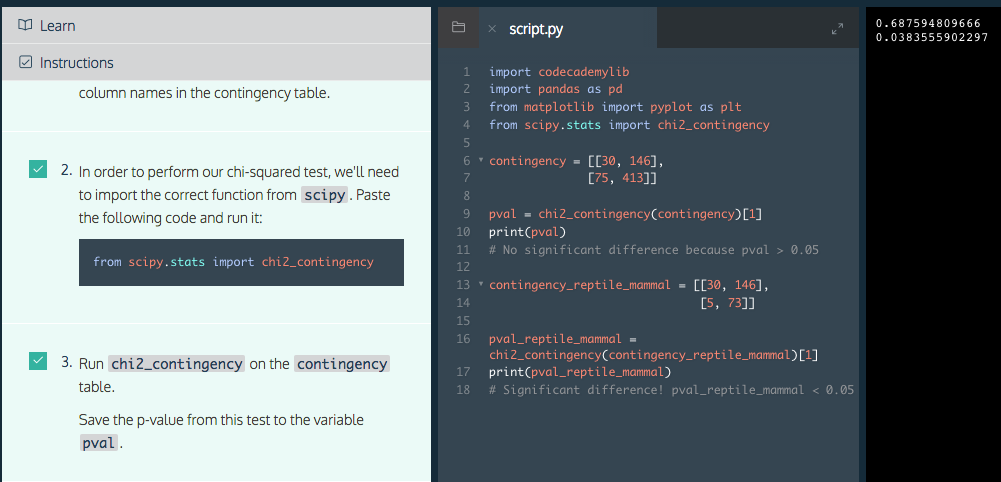 Learn
Instructions
column names in the contingency table.
2. In order to perform our chi-squared test, we'll need
to import the correct function from scipy. Paste
the following code and run it:
from scipy.stats import chi2_contingency
3. Run chi2_contingency on the contingency
table.
Save the p-value from this test to the variable
pval.
script.py
1 import codecademylib
2 import pandas as pd
3 from matplotlib import pyplot as plt
4 from scipy.stats import chi2_contingency
5
6 contingency = [[30, 146],
7 [75, 413]]
8
9 pval = chi2_contingency(contingency)[1]
10 print(pval)
11 # No significant difference because pval > 0.05
12
13 contingency_reptile_mammal = [[30, 146],
14 [5, 73]]
15
16 pval_reptile_mammal =
chi2_contingency(contingency_reptile_mammal)[1]
17 print(pval_reptile_mammal)
18 # Significant difference! pval_reptile_mammal < 0.05
0.687594809666
0.0383555902297